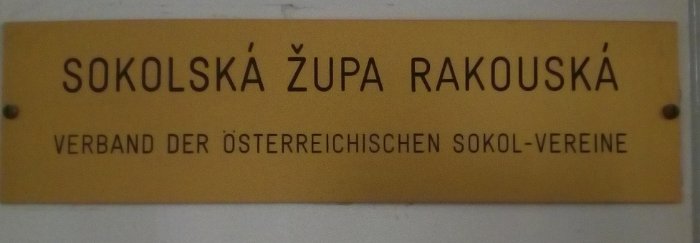 SOKOLSKÁ ŽUPA RAKOUSKÁ
VERBAND DER ÖSTERREICHISCHEN SOKOL-VEREINE